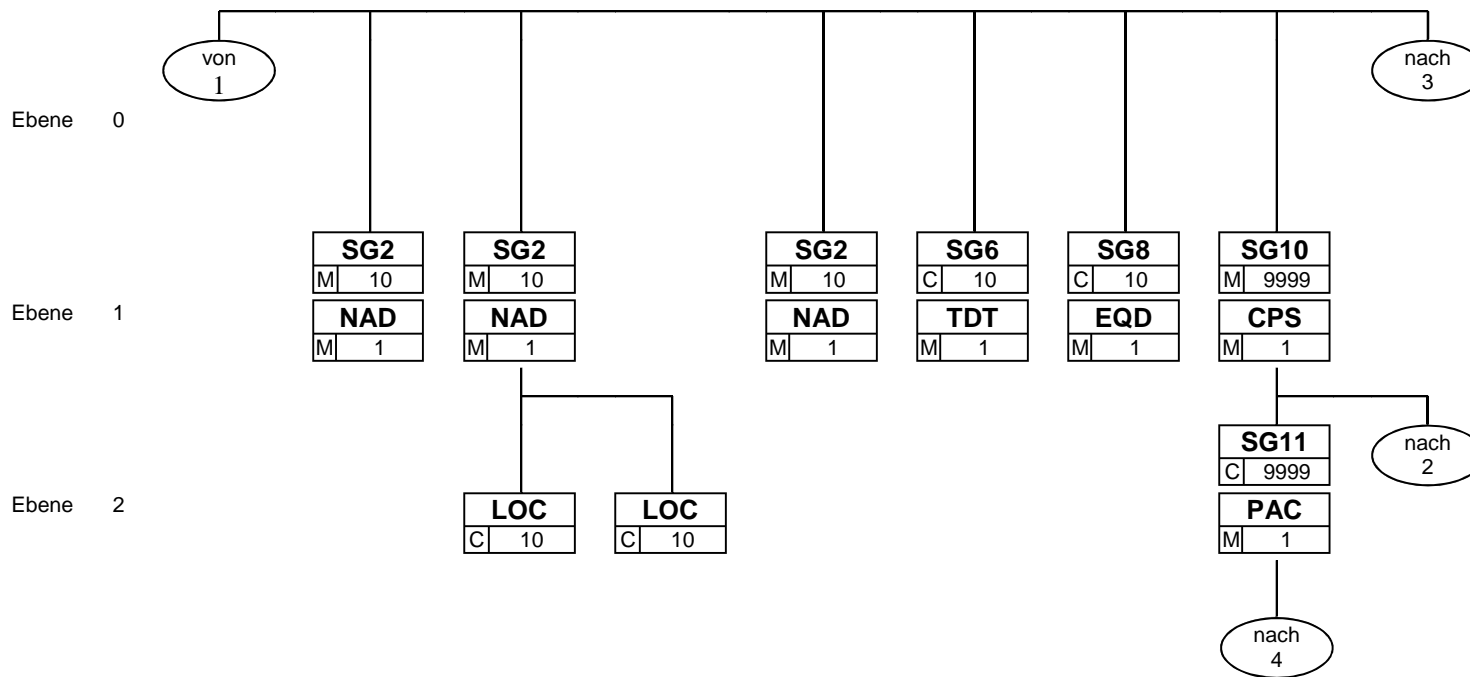 von
1
nach
3
Ebene 0
SG2 SG2 SG2 SG6 SG8 SG10
M 10 M 10 M 10 C 10 C 10 M 9999
Ebene 1
NAD NAD NAD TDT EQD CPS
M 1 M 1 M 1 M 1 M 1 M 1
SG11
C 9999
nach
2
Ebene 2
LOC LOC PAC
C 10 C 10 M 1
nach
4